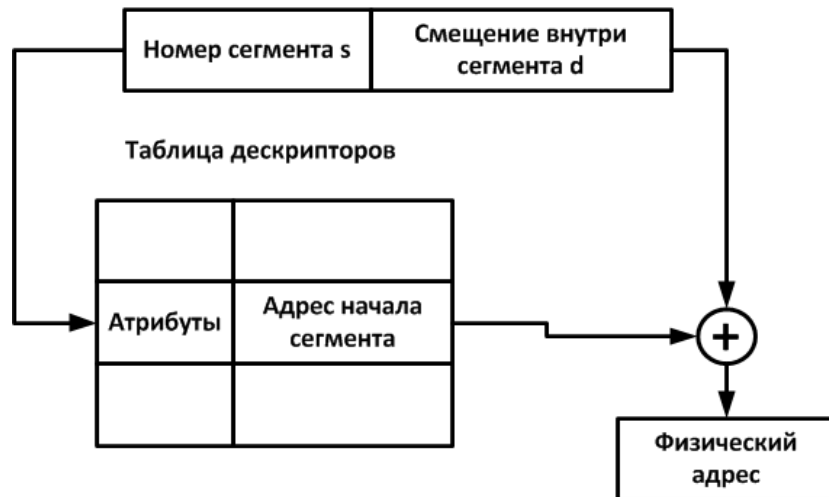 Номер сегмента s
Смещение внутри
сегмента d
Таблица дескрипторов
Атрибуты
Адрес начала
сегмента
+
Физический
адрес